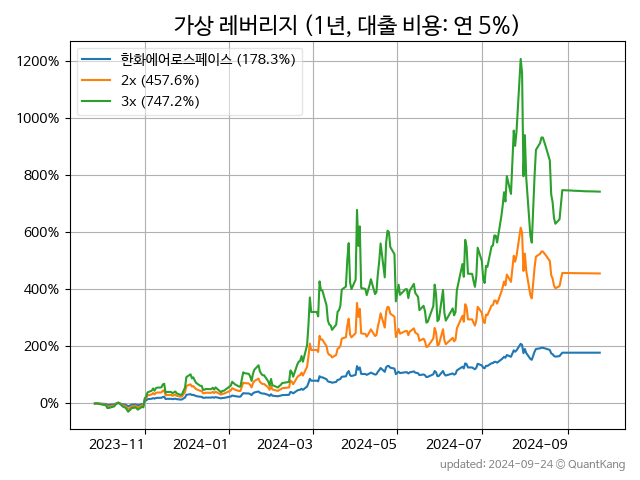 가상 레버리지 (1년, 대출 비용: 연 5%)
한화에어로스페이스 (178.3%)
2x (457.6%)
3x (747.2%)
1200%
1000%
800%
600%
400%
200%
0%
2023-11
2024-01
2024-03
2024-05
2024-07
2024-09
updated: 2024-09-24 © QuantKang